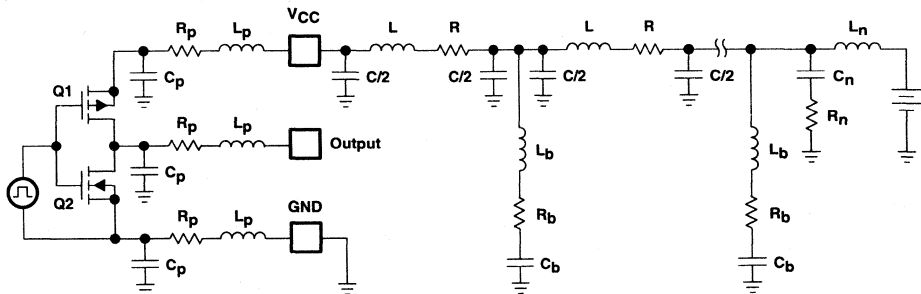 Rp Lp VCC L R L R Ln
Cp C/2 C/2 C/2 C/2 Cn
Q1
Rp Lp Output Rn
Cp Lb Lb
Q2
Rp Lp GND Rb Rb
Cp Cb Cb